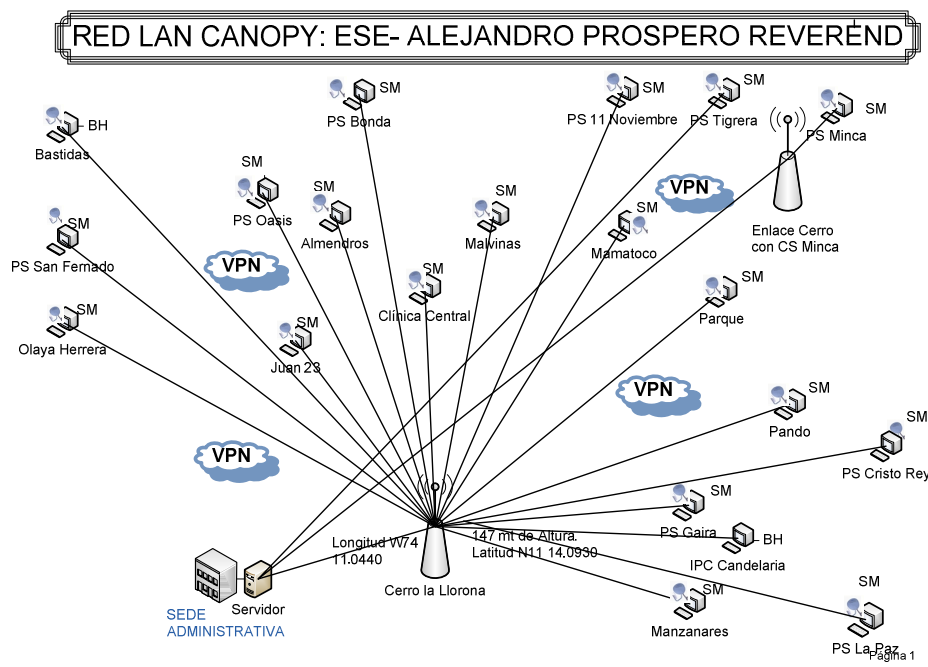 RED LAN CANOPY: ESE- ALEJANDRO PROSPERO REVEREND
SM
PS Bonda
SM
PS 11 Noviembre
SM
PS Tigrera
SM
PS Minca
BH
Bastidas
SM
PS Oasis
SM
Almendros
SM
Malvinas
SM
Mamatoco
VPN
Enlace Cerro
con CS Minca
SM
PS San Fernado
VPN
SM
Clínica Central
SM
Parque
SM
Olaya Herrera
SM
Juan 23
VPN
SM
Pando
SM
PS Cristo Rey
VPN
SM
PS Gaira
BH
IPC Candelaria
Longitud W74
11.0440
147 mt de Altura.
Latitud N11 14.0930
Cerro la Llorona
Servidor
SEDE
ADMINISTRATIVA
SM
Manzanares
SM
PS La Paz
Página 1